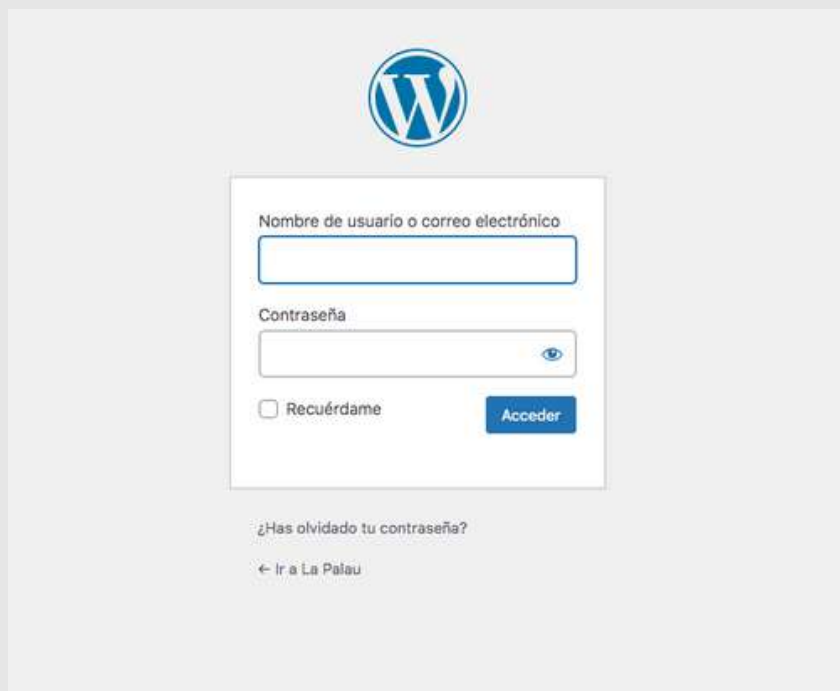 Nombre de usuario o correo electrónico
Contraseña
Recuérdame
Acceder
¿Has olvidado tu contraseña?
← Ir a La Palau